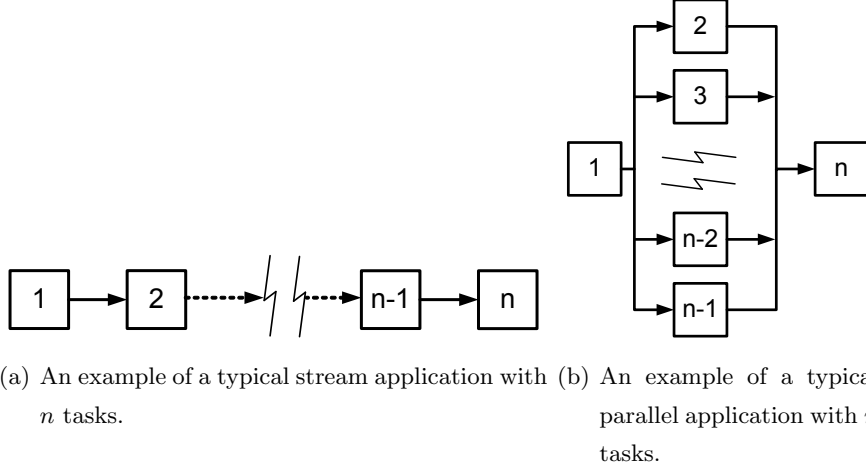 1
2
n-1
n
2
3
1
n
n-2
n-1
(a) An example of a typical stream application with
n tasks.
(b) An example of a
parallel application with
tasks.